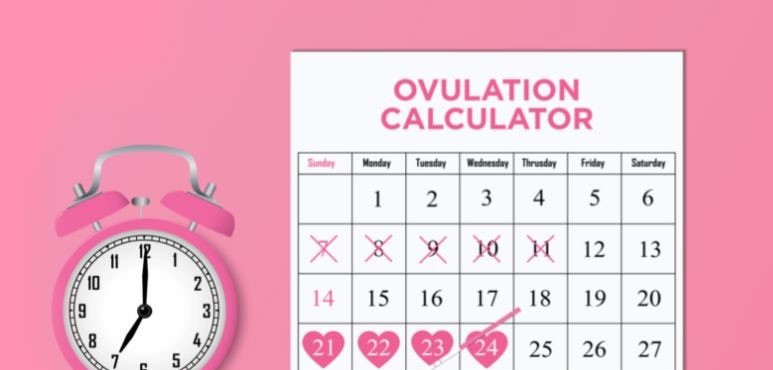 OVULATION
CALCULATOR
Sunday Monday Tuesday Wednesday Thrusday Friday Saturday
1 2 3 4 5 6
7 8 9 10 11 12 13
14 15 16 17 18 19 20
21 22 23 24 25 26 27
12
11 1
10 2
9 3
8 4
7 5
6